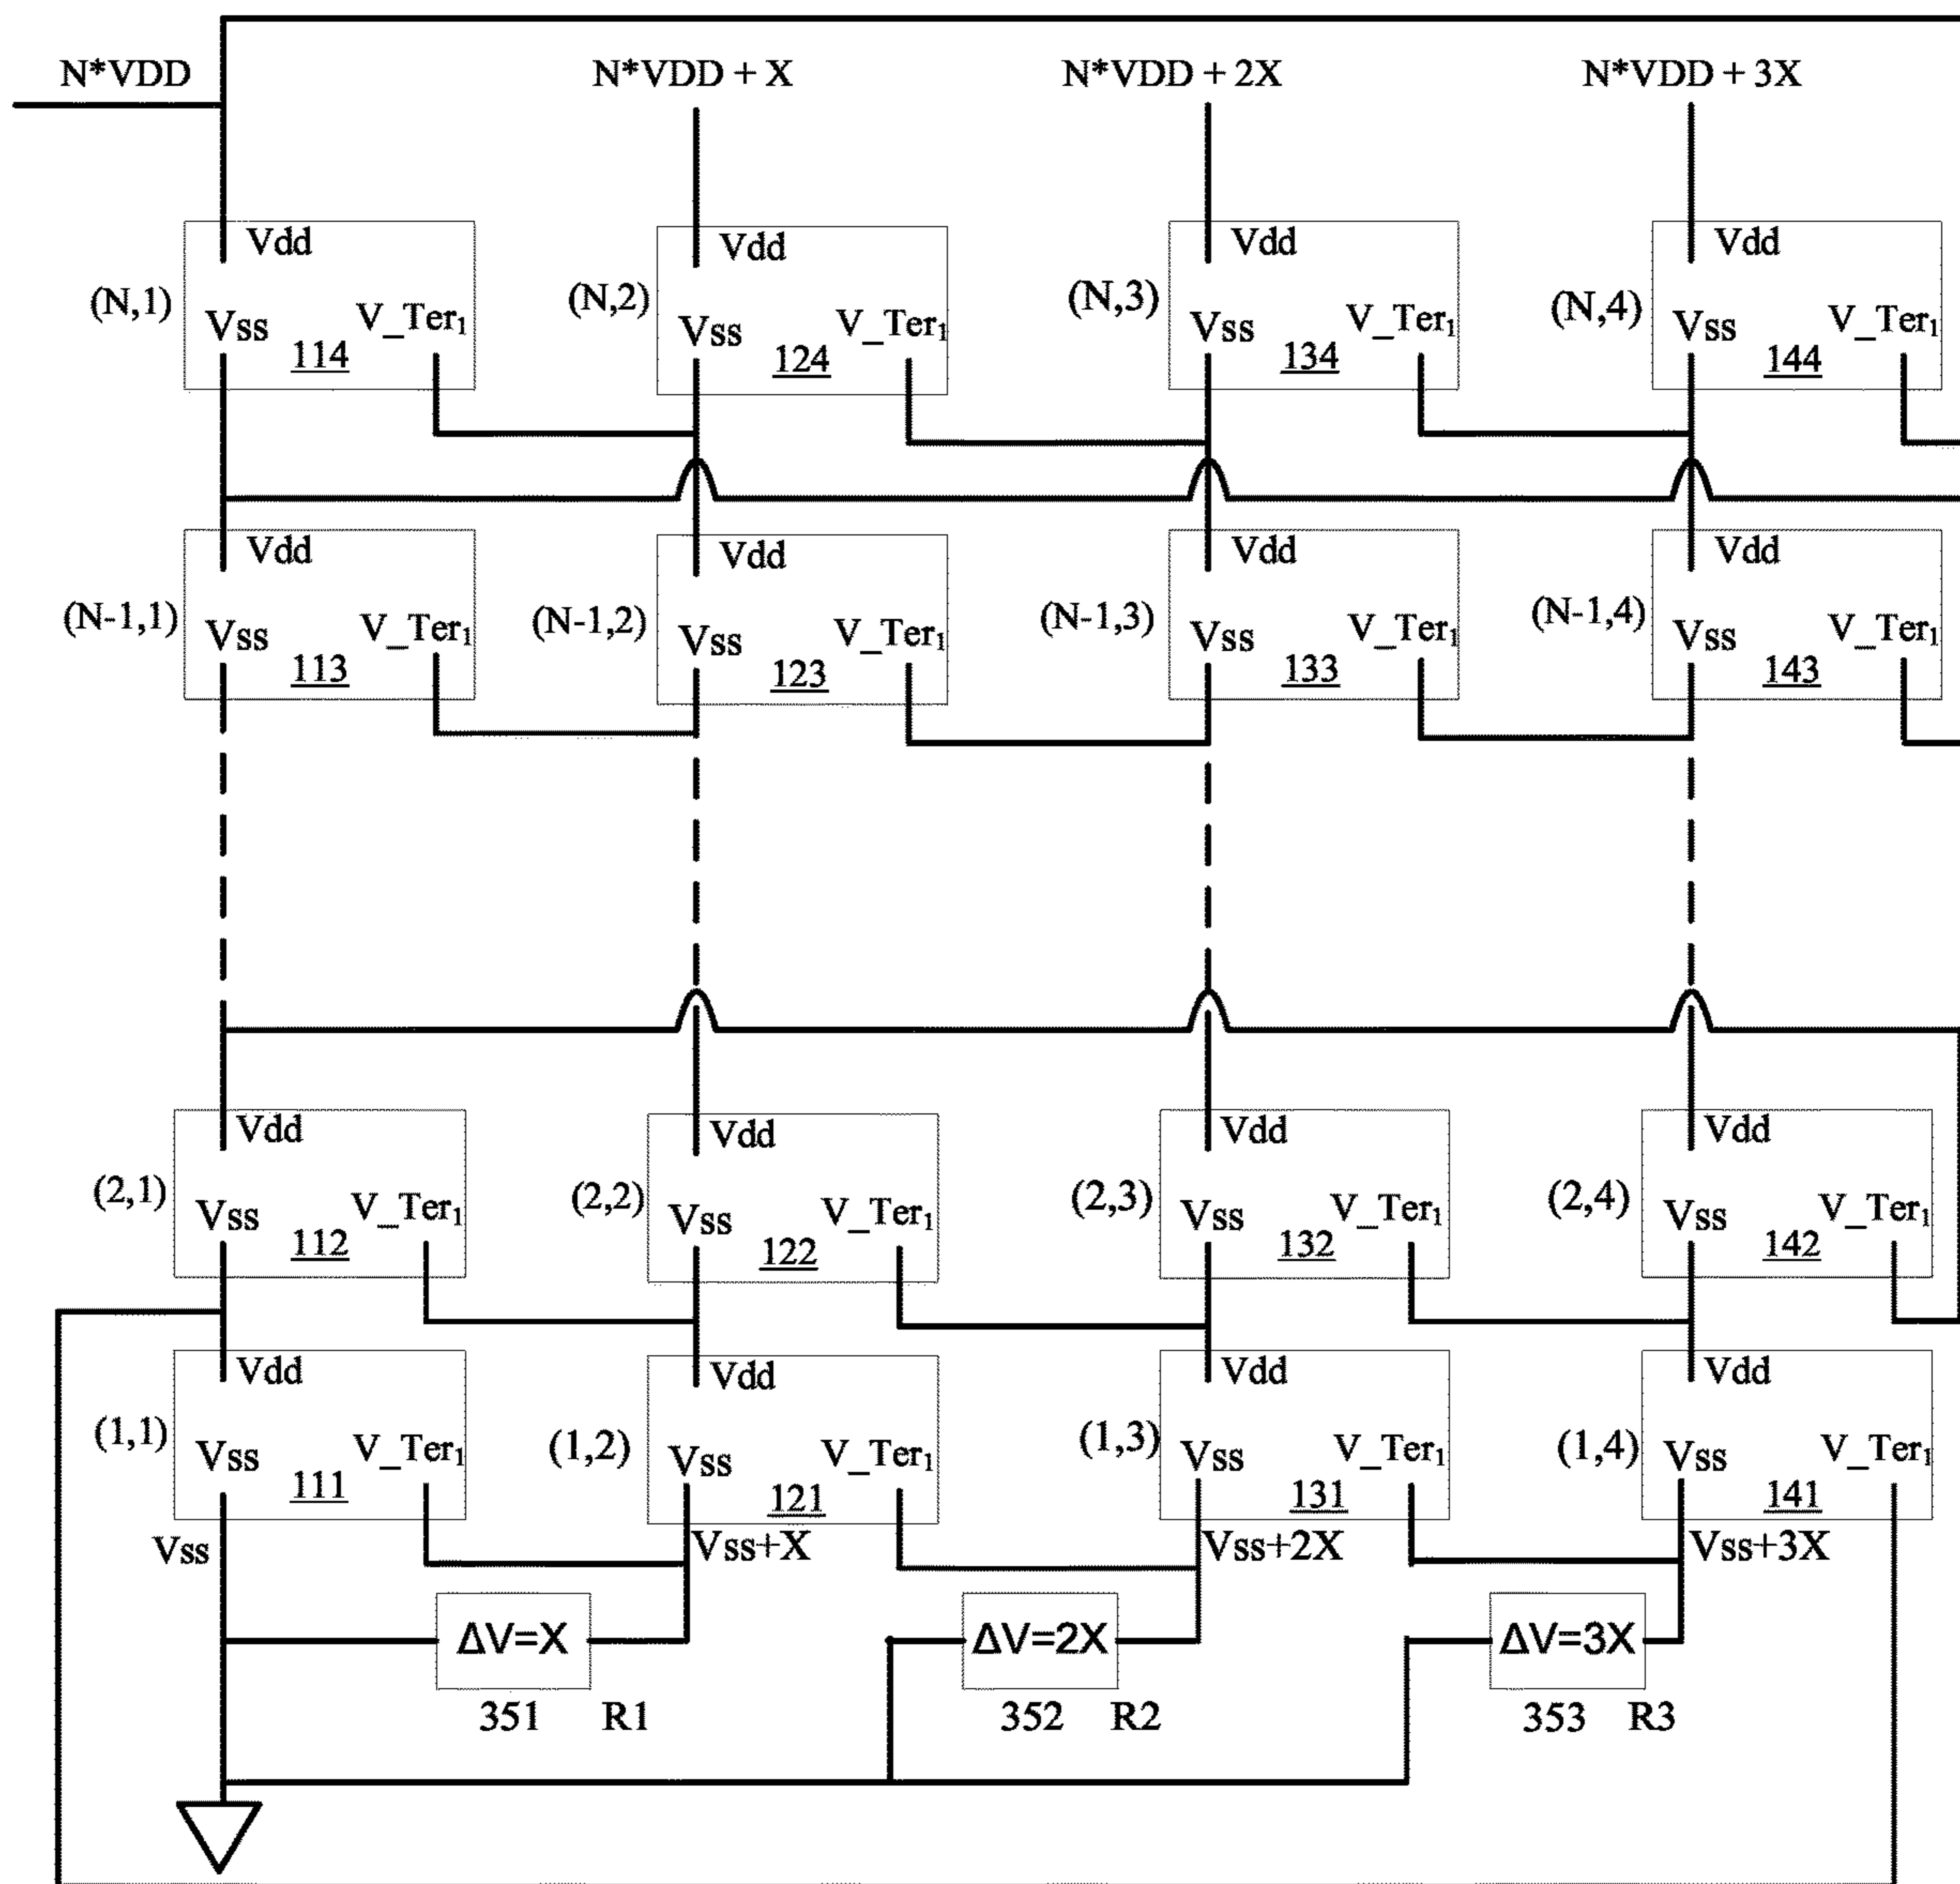 N*VDD
N*VDD + X
N*VDD + 2X
N*VDD + 3X
Vdd
Vdd
Vdd
Vdd
(N,1)
Vss
V_Ter₁
114
(N,2)
Vss
V_Ter₁
124
(N,3)
Vss
V_Ter₁
134
(N,4)
Vss
V_Ter₁
144
Vdd
Vdd
Vdd
Vdd
(N-1,1)
Vss
V_Ter₁
113
(N-1,2)
Vss
V_Ter₁
123
(N-1,3)
Vss
V_Ter₁
133
(N-1,4)
Vss
V_Ter₁
143
Vdd
Vdd
Vdd
Vdd
(2,1)
Vss
V_Ter₁
112
(2,2)
Vss
V_Ter₁
122
(2,3)
Vss
V_Ter₁
132
(2,4)
Vss
V_Ter₁
142
Vdd
Vdd
Vdd
Vdd
(1,1)
Vss
V_Ter₁
111
(1,2)
Vss
V_Ter₁
121
(1,3)
Vss
V_Ter₁
131
(1,4)
Vss
V_Ter₁
141
Vss
Vss+X
Vss+2X
Vss+3X
ΔV=X
ΔV=2X
ΔV=3X
351 R1
352 R2
353 R3